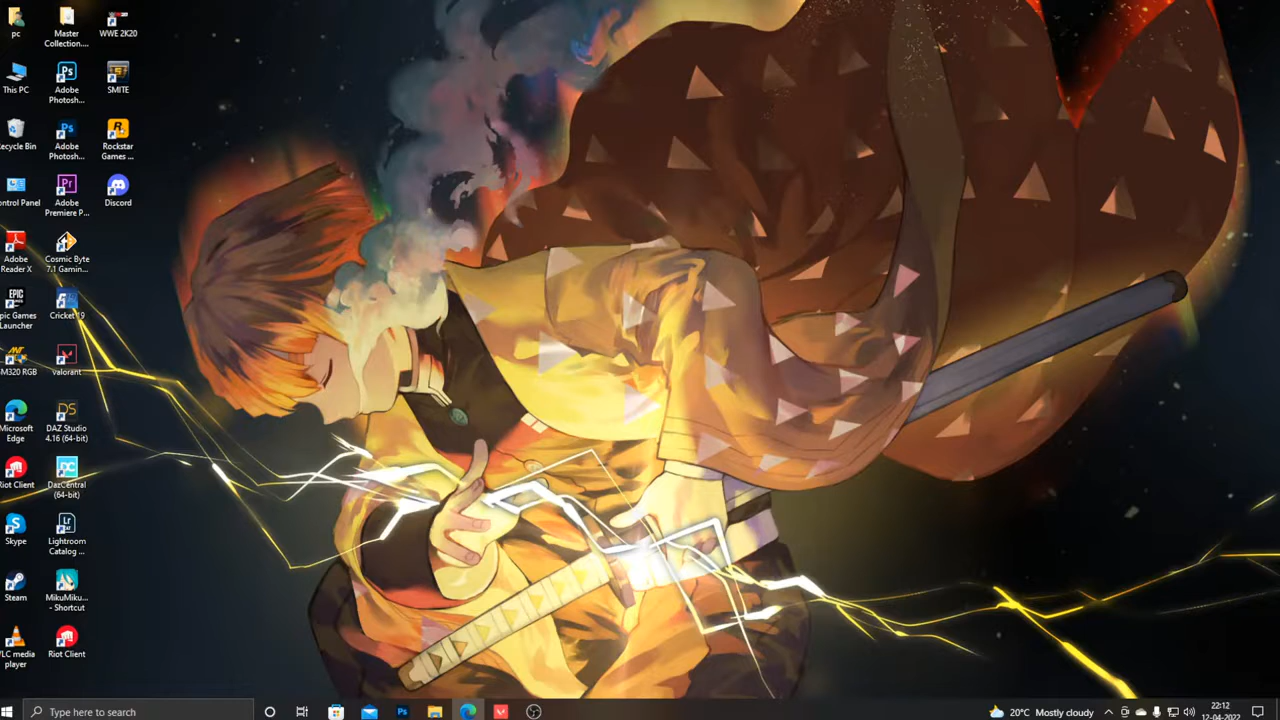 pc
Master
Collection....
WWE 2K20
This PC
Adobe
Photosh...
SMITE
ecycle Bin
Adobe
Photosh...
Rockstar
Games ...
ontrol Panel
Adobe
Premiere P...
Discord
Adobe
Reader X
Cosmic Byte
7.1 Gamin...
Epic Games
Launcher
Cricket 19
M320 RGB
valorant
Microsoft
Edge
DAZ Studio
4.16 (64-bit)
Riot Client
DazCentral
(64-bit)
Skype
Lightroom
Catalog ...
Steam
MikuMiku...
- Shortcut
VLC media
player
Riot Client
Type here to search
20°C Mostly cloudy
22:12
12-04-2022